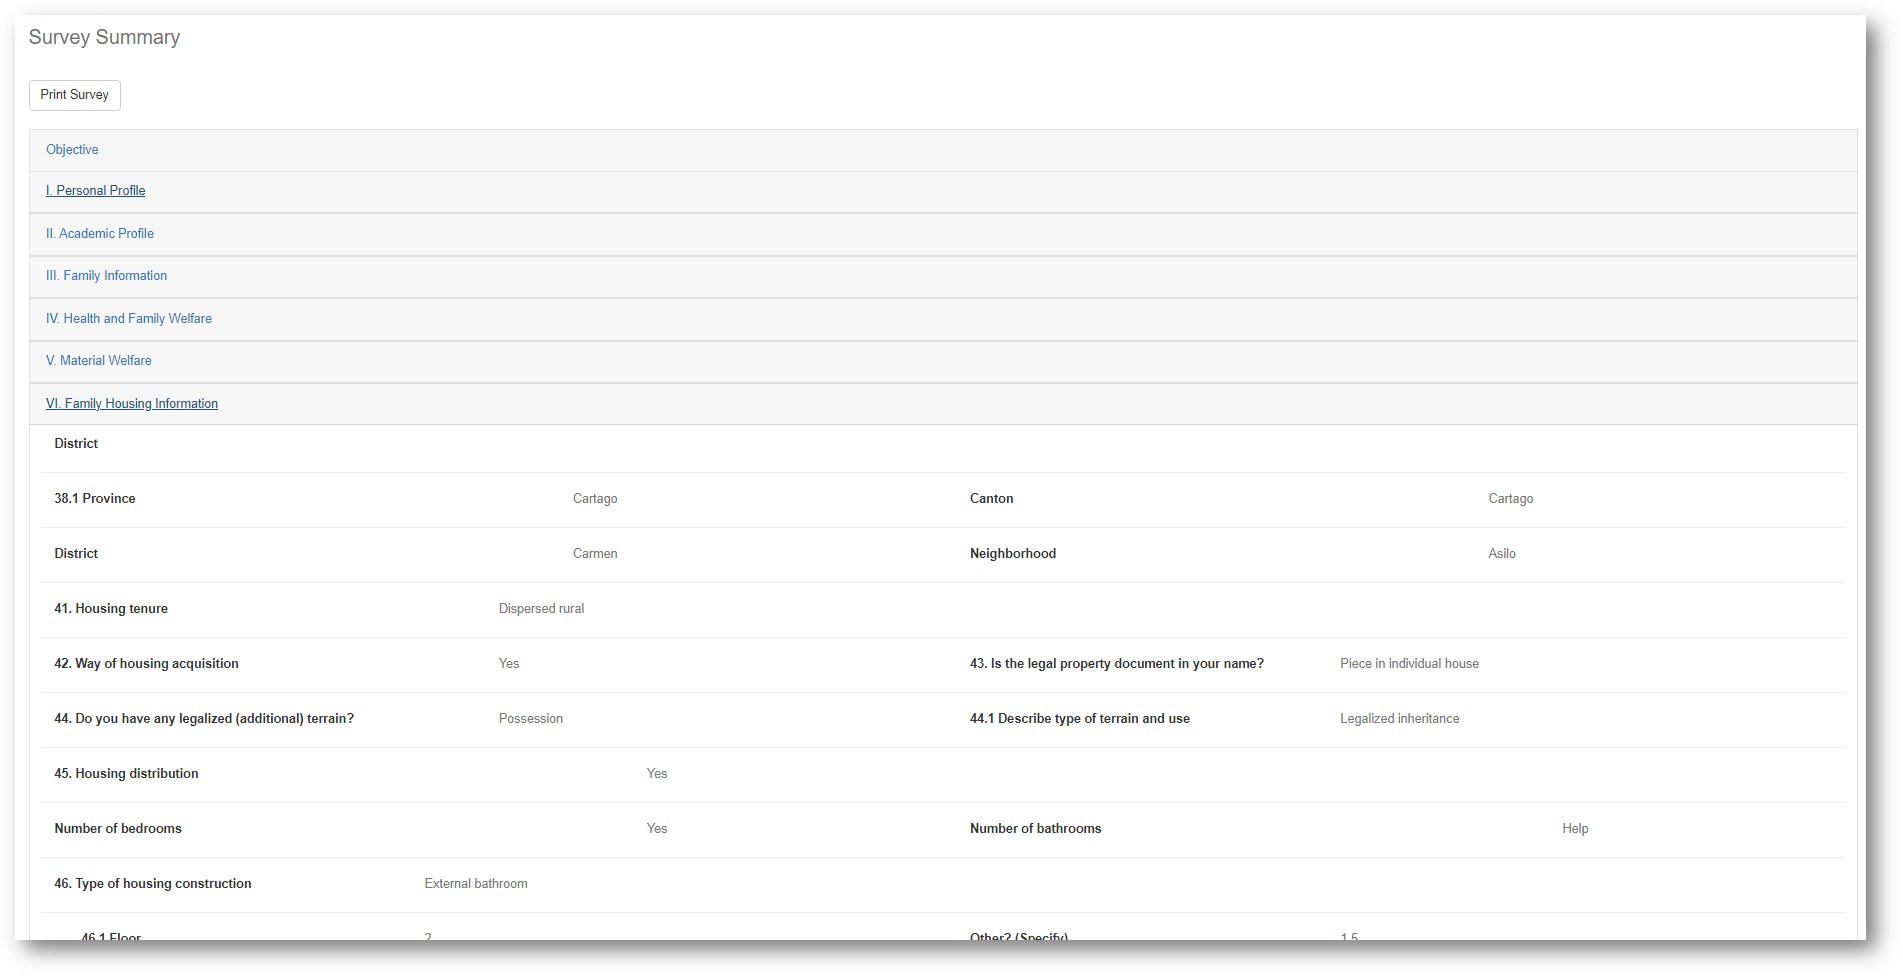 Survey Summary
Print Survey
Objective
I. Personal Profile
II. Academic Profile
III. Family Information
IV. Health and Family Welfare
V. Material Welfare
VI. Family Housing Information
District
38.1 Province Cartago Canton Cartago
District Carmen Neighborhood Asilo
41. Housing tenure Dispersed rural
42. Way of housing acquisition Yes 43. Is the legal property document in your name? Piece in individual house
44. Do you have any legalized (additional) terrain? Possession 44.1 Describe type of terrain and use Legalized inheritance
45. Housing distribution Yes
Number of bedrooms Yes Number of bathrooms Help
46. Type of housing construction External bathroom
46.1 Floor 2 Other? (Specify) 1.5